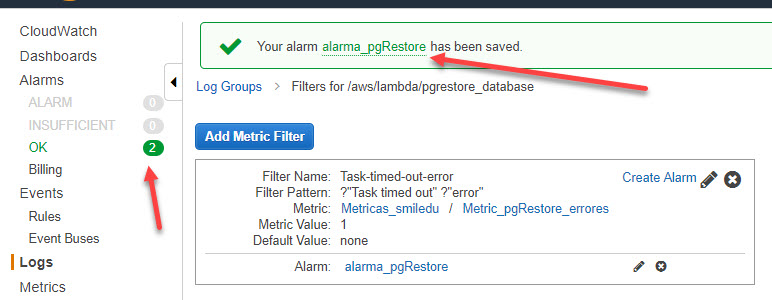 CloudWatch
Dashboards
Alarms
ALARM 0
INSUFFICIENT 0
OK 2
Billing
Events
Rules
Event Buses
Logs
Metrics
Your alarm alarma_pgRestore has been saved.
Log Groups > Filters for /aws/lambda/pgrestore_database
Add Metric Filter
Filter Name: Task-timed-out-error
Create Alarm
Filter Pattern: ?"Task timed out" ?"error"
Metric: Metricas_smiledu / Metric_pgRestore_errores
Metric Value: 1
Default Value: none
Alarm: alarma_pgRestore